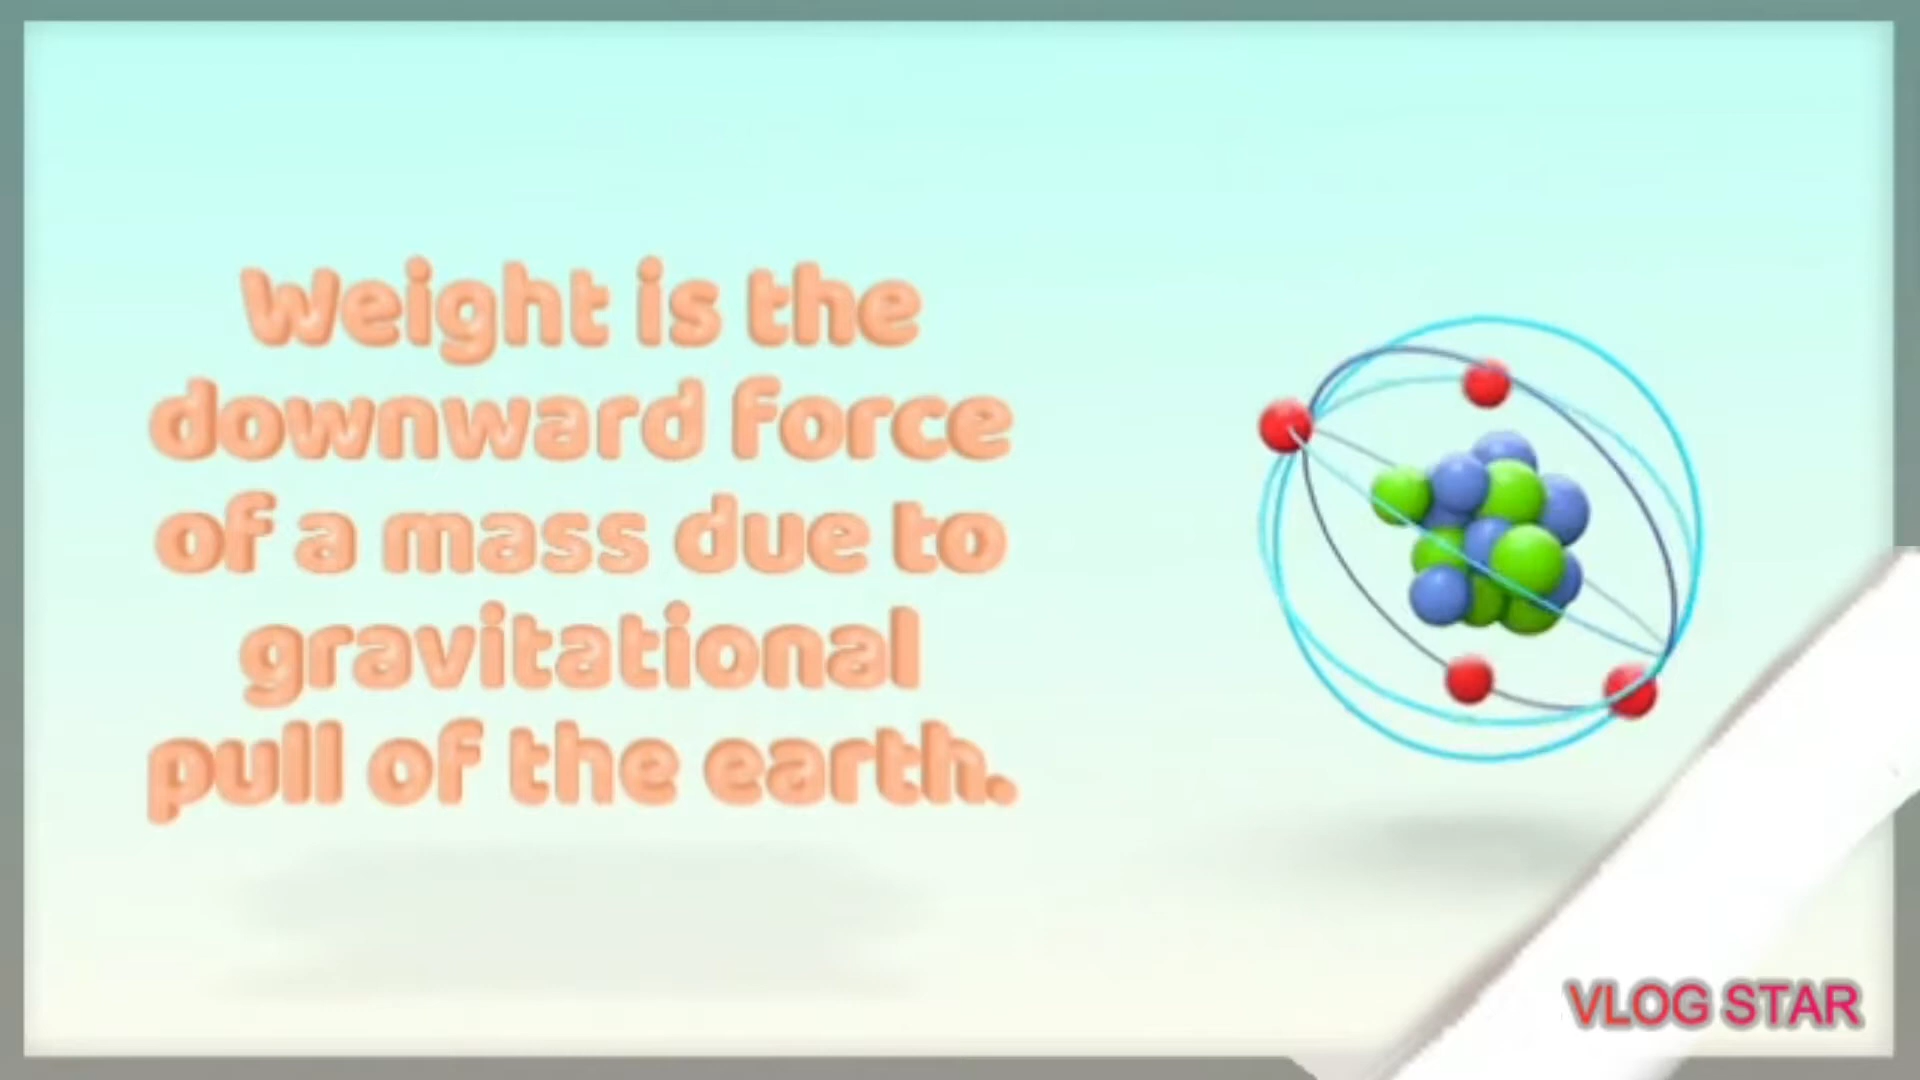 Weight is the
downward force
of a mass due to
gravitational
pull of the earth.
VLOG STAR